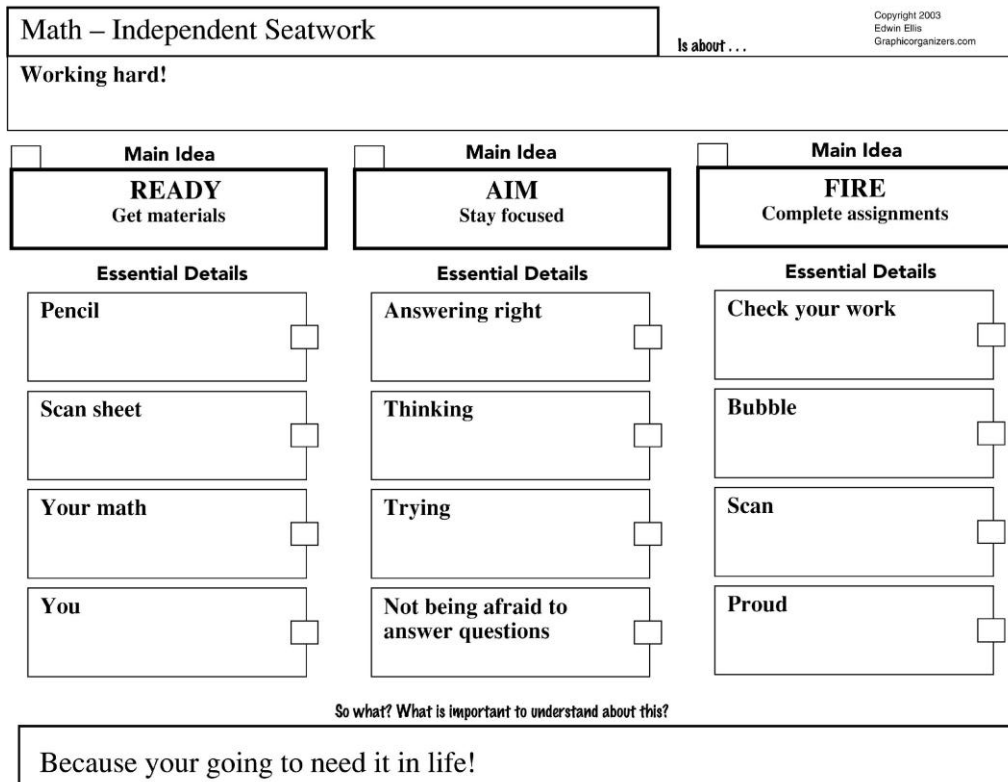 Math – Independent Seatwork
Is about . . .
Copyright 2003
Edwin Ellis
Graphicorganizers.com
Working hard!
Main Idea
READY
Get materials
Essential Details
Pencil
Scan sheet
Your math
You
Main Idea
AIM
Stay focused
Essential Details
Answering right
Thinking
Trying
Not being afraid to
answer questions
Main Idea
FIRE
Complete assignments
Essential Details
Check your work
Bubble
Scan
Proud
So what? What is important to understand about this?
Because your going to need it in life!